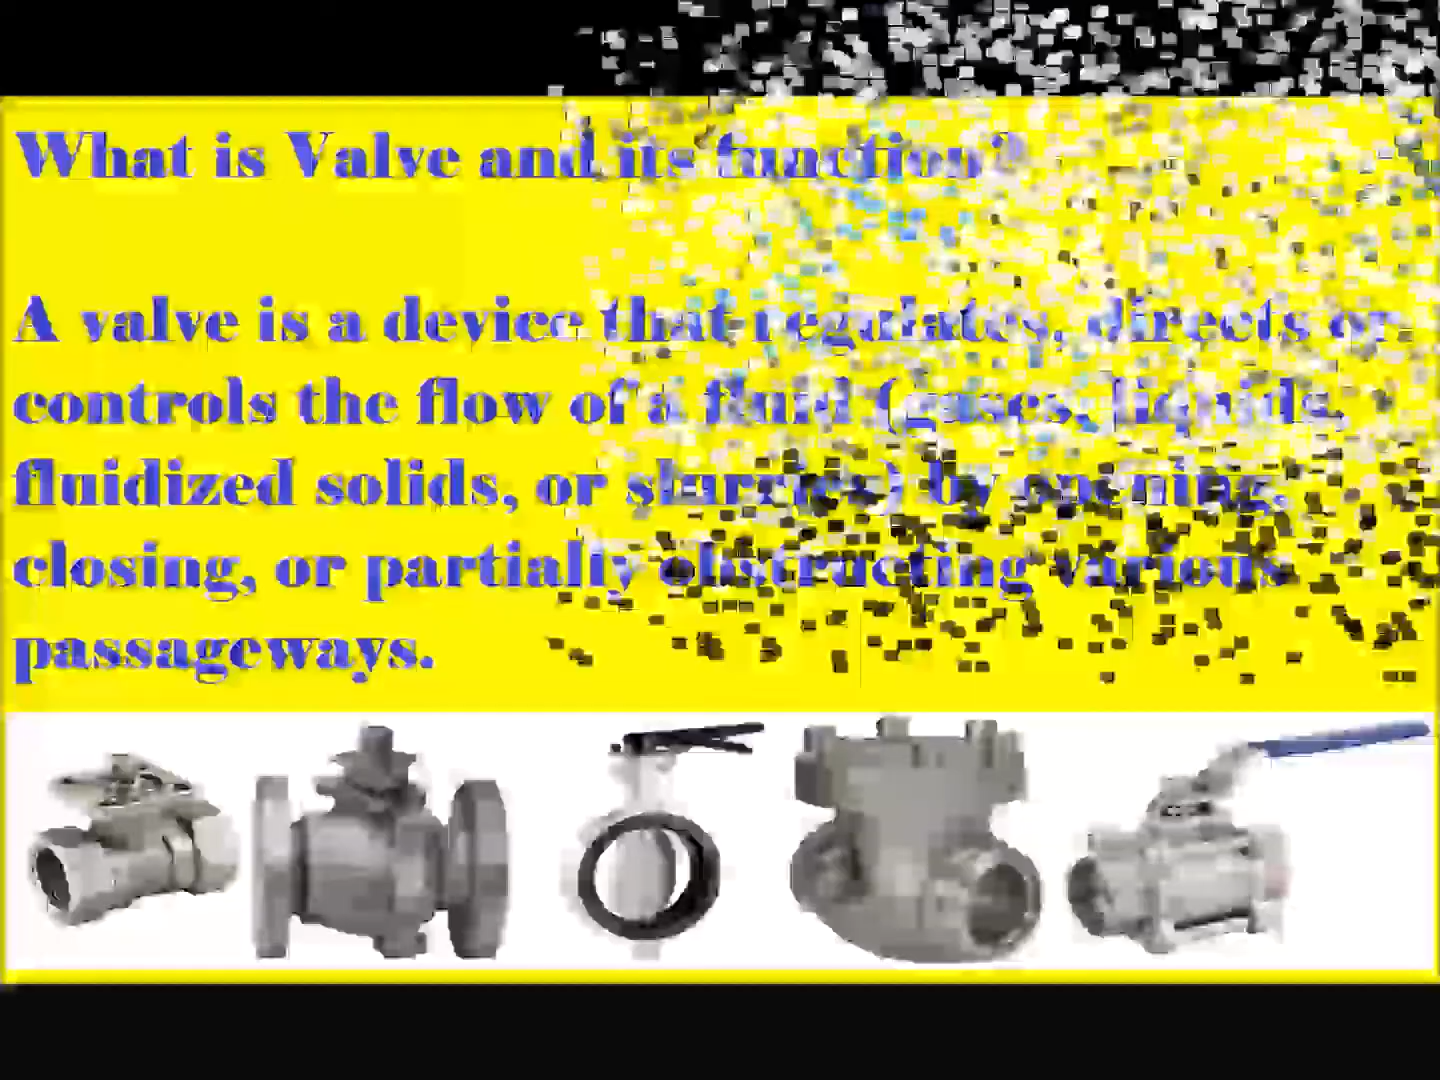 What is Valve and its function?
A valve is a device that regulates, directs or
controls the flow of a fluid (gases, liquids,
fluidized solids, or slurries) by opening,
closing, or partially obstructing various
passageways.